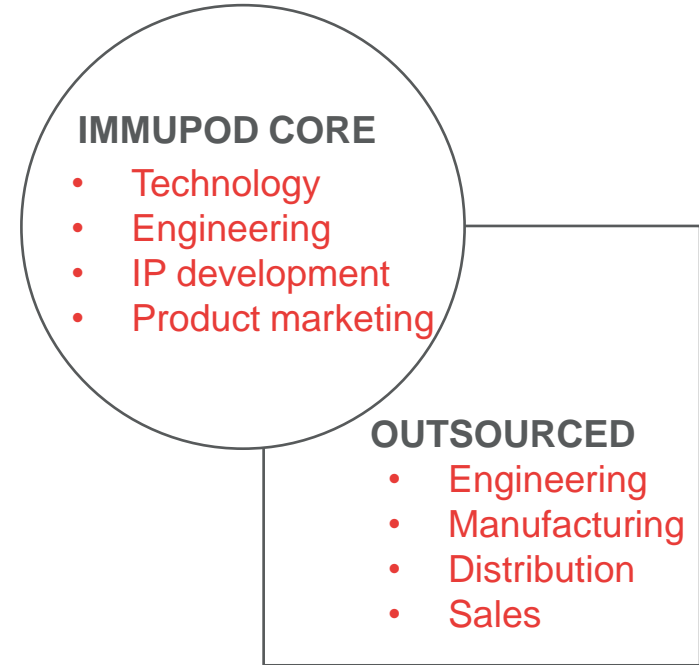 IMMUPOD CORE
• Technology
• Engineering
• IP development
• Product marketing
OUTSOURCED
• Engineering
• Manufacturing
• Distribution
• Sales